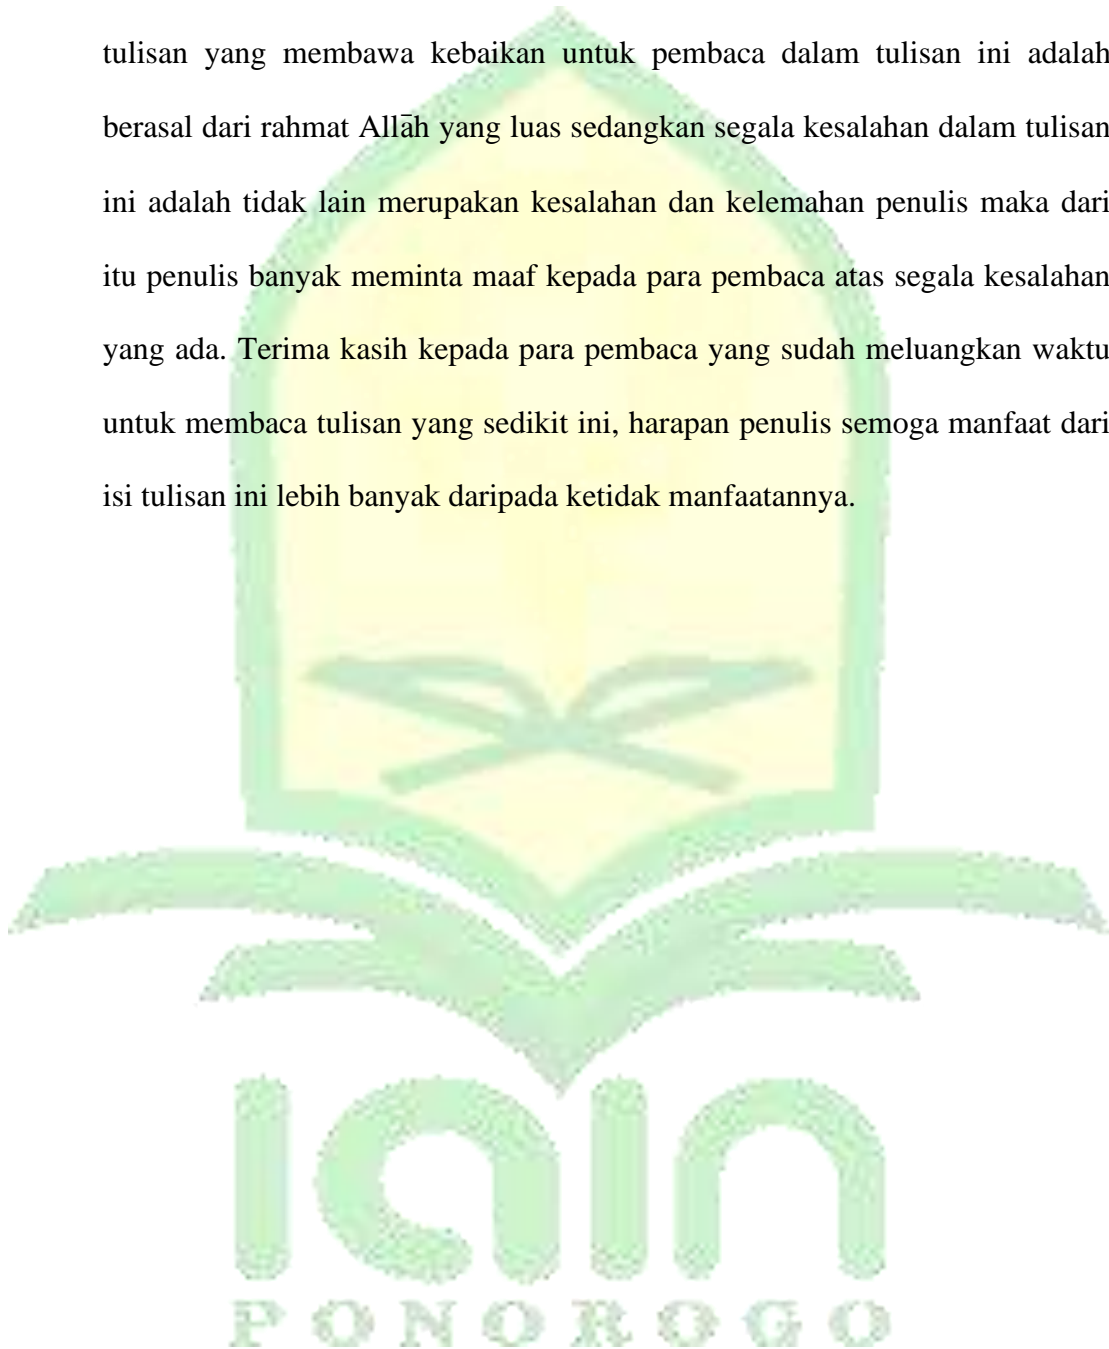 tulisan yang membawa kebaikan untuk pembaca dalam tulisan ini adalah
berasal dari rahmat Allāh yang luas sedangkan segala kesalahan dalam tulisan
ini adalah tidak lain merupakan kesalahan dan kelemahan penulis maka dari
itu penulis banyak meminta maaf kepada para pembaca atas segala kesalahan
yang ada. Terima kasih kepada para pembaca yang sudah meluangkan waktu
untuk membaca tulisan yang sedikit ini, harapan penulis semoga manfaat dari
isi tulisan ini lebih banyak daripada ketidak manfaatannya.
iain
PONOROGO